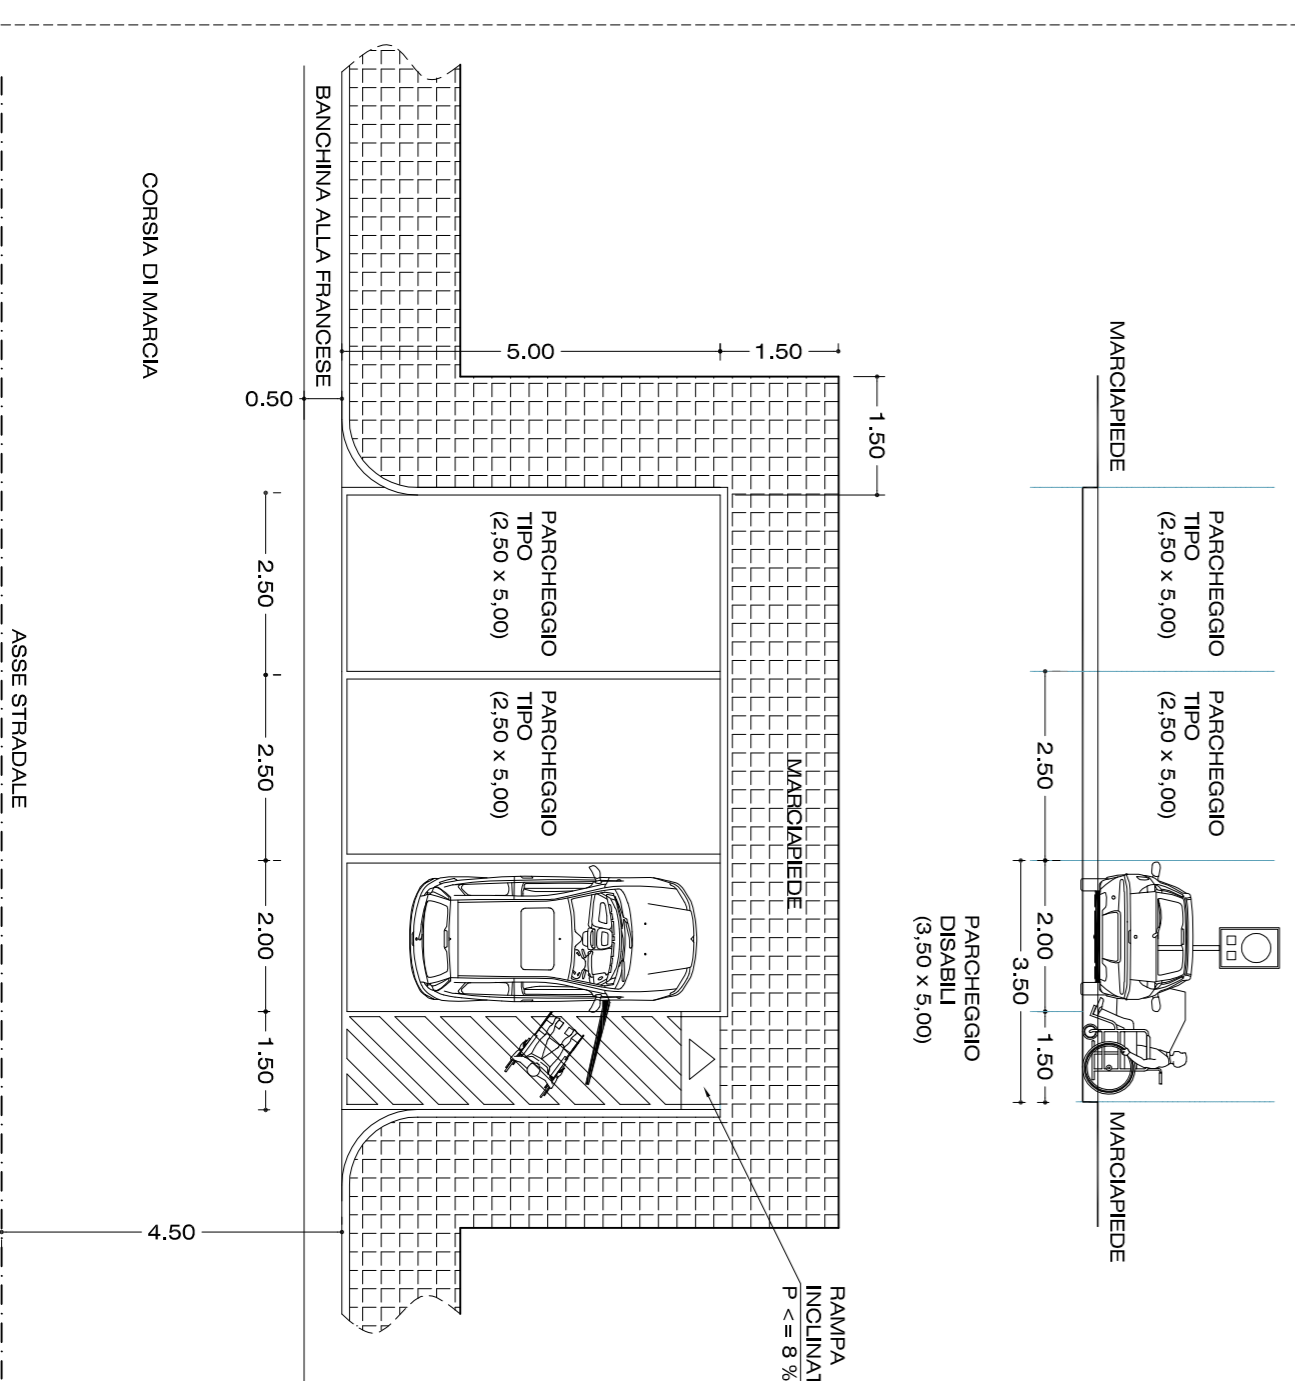 MARCIAPIEDE
PARCHEGGIO
TIPO
(2,50 x 5,00)
PARCHEGGIO
TIPO
(2,50 x 5,00)
MARCIAPIEDE
2.50
2.00
1.50
3.50
PARCHEGGIO
DISABILI
(3,50 x 5,00)
1.50
5.00
1.50
MARCIAPIEDE
RAMPA
INCLINAT
P <= 8 %
PARCHEGGIO
TIPO
(2,50 x 5,00)
PARCHEGGIO
TIPO
(2,50 x 5,00)
BANCHINA ALLA FRANCESE
0.50
2.50
2.50
2.00
1.50
CORSIA DI MARCIA
4.50
ASSE STRADALE